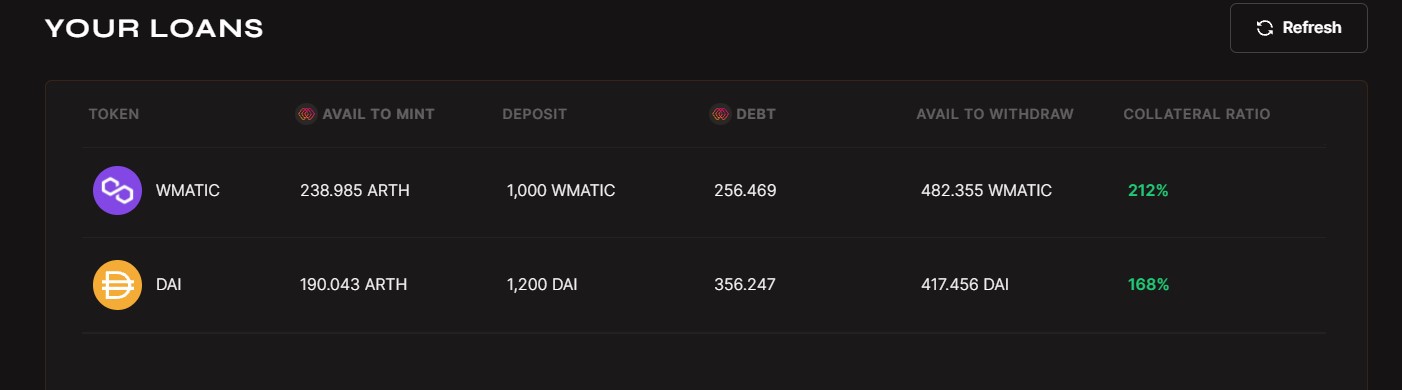 YOUR LOANS
Refresh
TOKEN AVAIL TO MINT DEPOSIT DEBT AVAIL TO WITHDRAW COLLATERAL RATIO
WMATIC 238.985 ARTH 1,000 WMATIC 256.469 482.355 WMATIC 212%
DAI 190.043 ARTH 1,200 DAI 356.247 417.456 DAI 168%